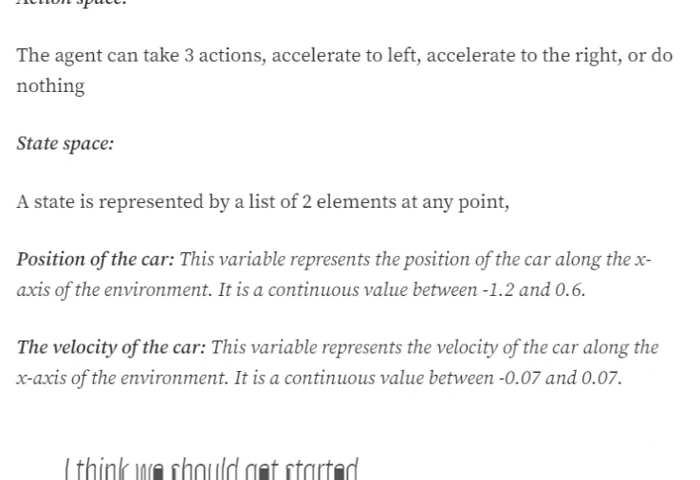 Action space:
The agent can take 3 actions, accelerate to left, accelerate to the right, or do
nothing
State space:
A state is represented by a list of 2 elements at any point,
Position of the car: This variable represents the position of the car along the x-
axis of the environment. It is a continuous value between -1.2 and 0.6.
The velocity of the car: This variable represents the velocity of the car along the
x-axis of the environment. It is a continuous value between -0.07 and 0.07.
I think we should get started